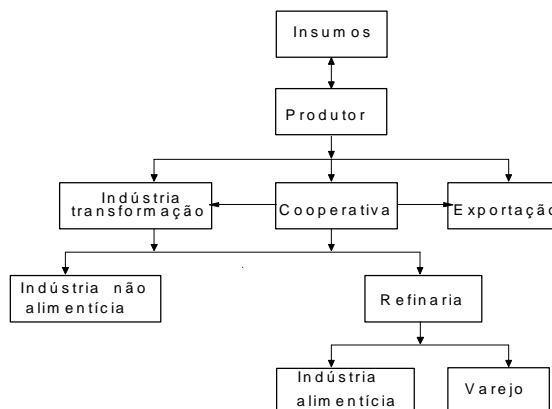 Insumos
Produtor
Indústria
transformação
Cooperativa
Exportação
Indústria não
alimentícia
Refinaria
Indústria
alimentícia
Varejo